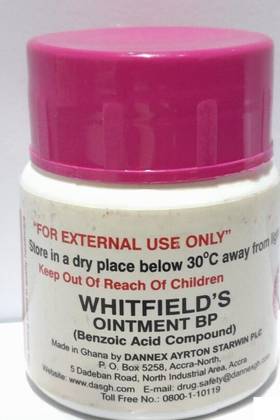 "FOR EXTERNAL USE ONLY"
Store in a dry place below 30°C away from
Keep Out Of Reach Of Children
WHITFIELD'S
OINTMENT BP
(Benzoic Acid Compound)
Made in Ghana by DANNEX AYRTON STARWIN PLC
P. O. Box 5258, Accra-North,
5 Dadeban Road, North Industrial Area, Accra
Website: www.dasgh.com E-mail: drug.safety@dannexgh.com
Toll Free No.: 0800-1-10119